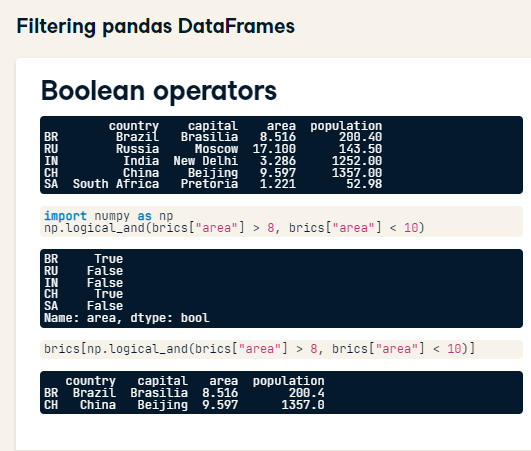 Filtering pandas DataFrames
Boolean operators
         country    capital    area  population
BR        Brazil   Brasilia   8.516      200.40
RU        Russia     Moscow  17.100      143.50
IN         India  New Delhi   3.286     1252.00
CH         China    Beijing   9.597     1357.00
SA  South Africa   Pretoria   1.221       52.98
import numpy as np
np.logical_and(brics["area"] > 8, brics["area"] < 10)
BR     True
RU    False
IN    False
CH     True
SA    False
Name: area, dtype: bool
brics[np.logical_and(brics["area"] > 8, brics["area"] < 10)]
   country   capital   area  population
BR  Brazil  Brasilia  8.516       200.4
CH   China   Beijing  9.597      1357.0